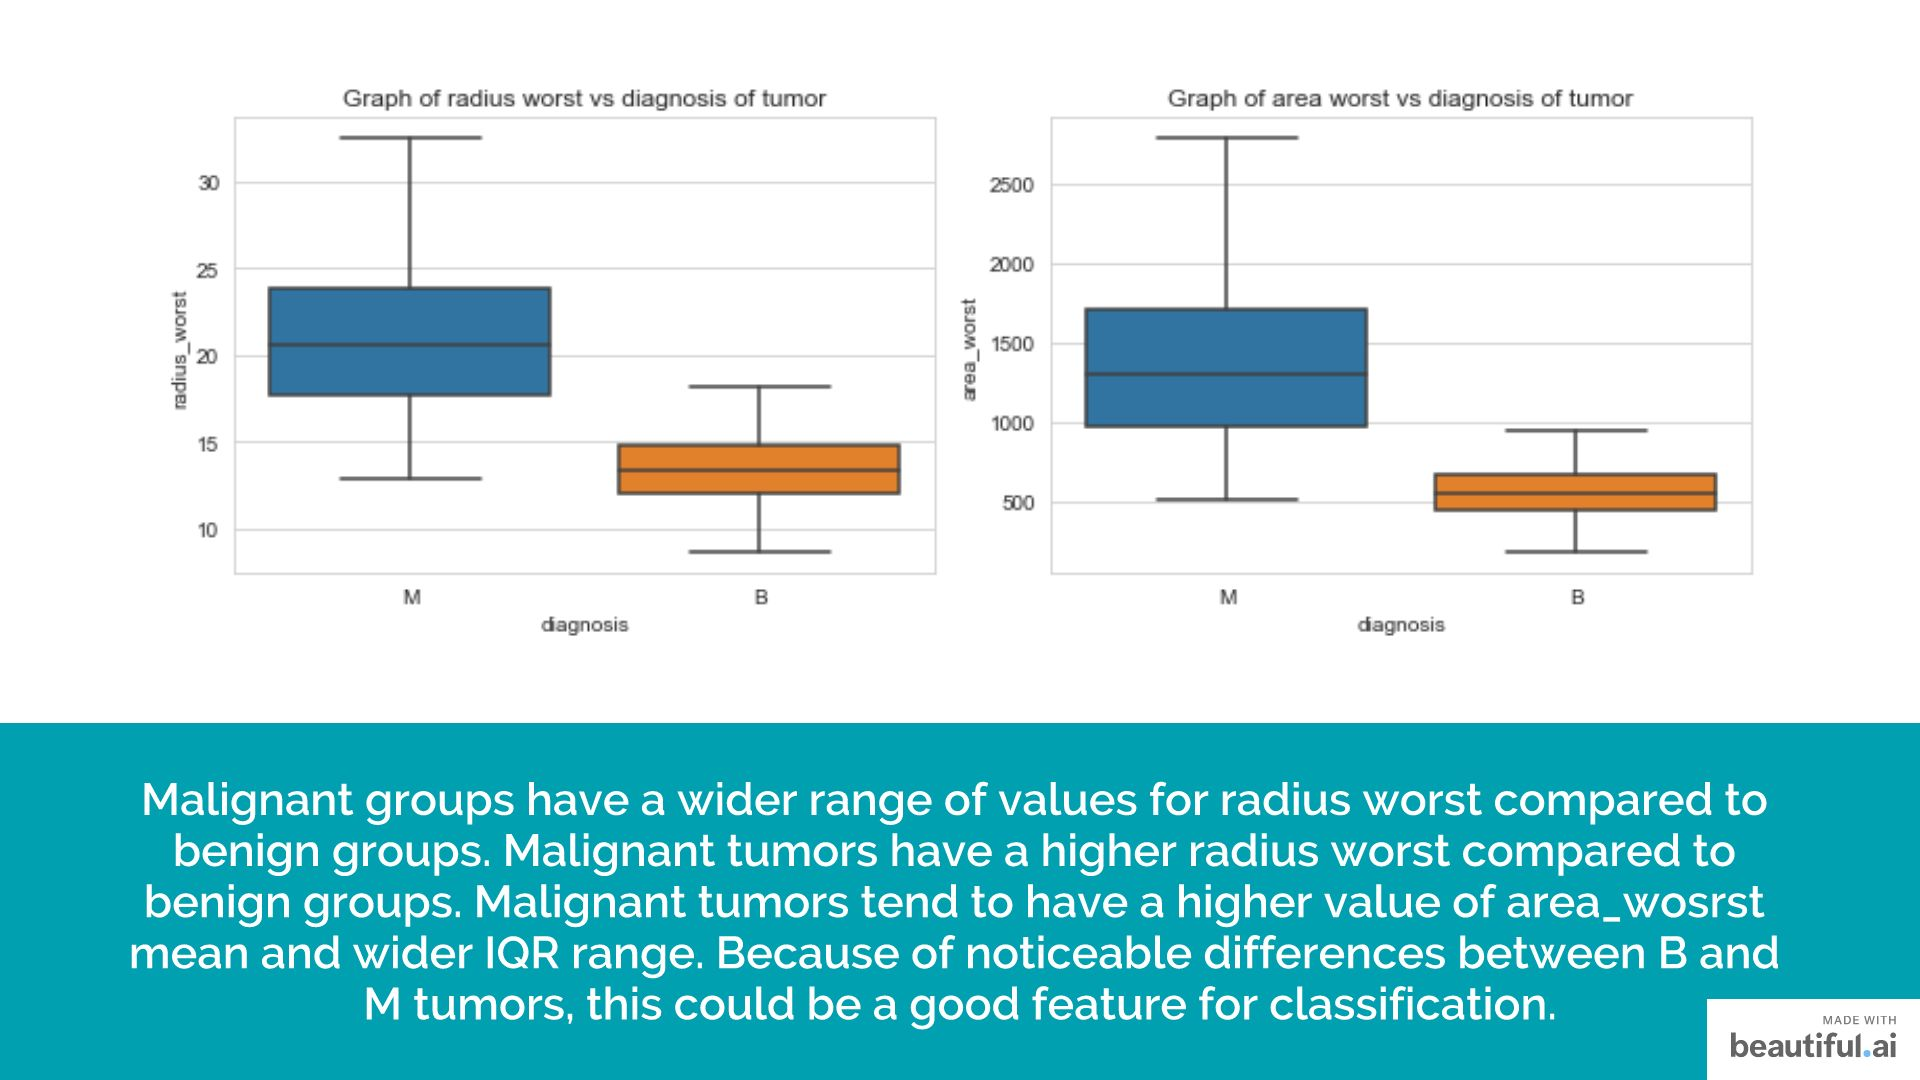 Graph of radius worst vs diagnosis of tumor
30
25
20
15
10
radius_worst
M
B
diagnosis
Graph of area worst vs diagnosis of tumor
2500
2000
1500
1000
500
area_worst
M
B
diagnosis
Malignant groups have a wider range of values for radius worst compared to
benign groups. Malignant tumors have a higher radius worst compared to
benign groups. Malignant tumors tend to have a higher value of area_wosrst
mean and wider IQR range. Because of noticeable differences between B and
M tumors, this could be a good feature for classification.
MADE WITH
beautiful.ai